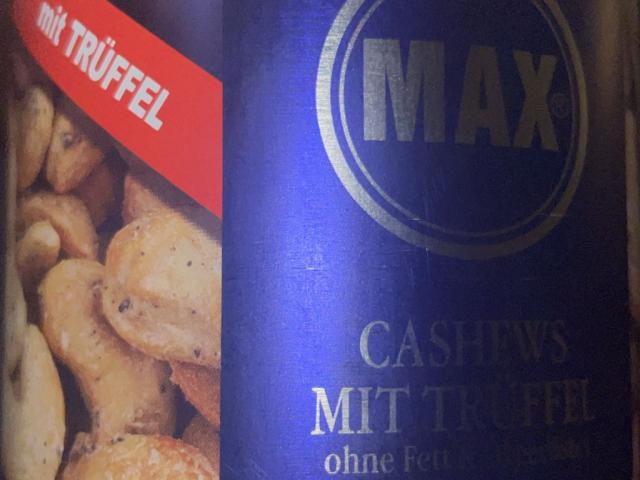 mit TRÜFFEL
MAX®
CASHEWS
MIT TRÜFFEL
ohne Fett